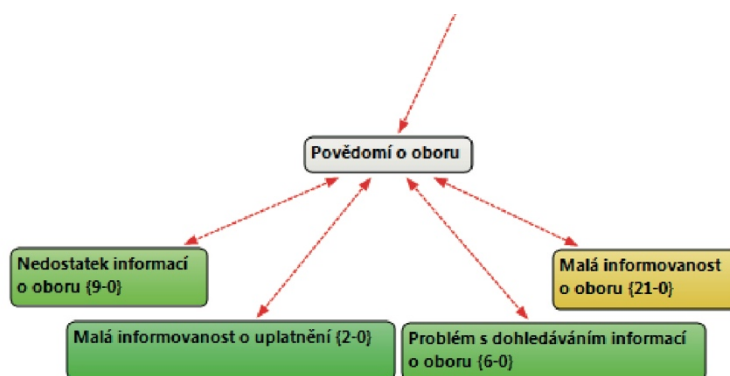 Povědomí o oboru
Nedostatek informací
o oboru {9-0}
Malá informovanost
o oboru {21-0}
Malá informovanost o uplatnění {2-0}
Problém s dohledáváním informací
o oboru {6-0}